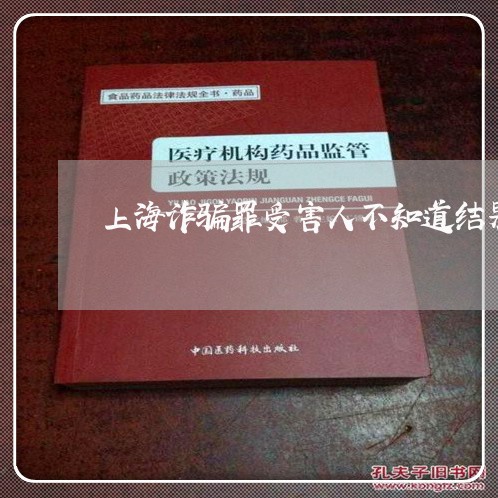 食品药品法律法规全书·药品
医疗机构药品监管
政策法规
YILIAO JIGOU YAOPIN JIANGUAN ZHENGCE FAGUI
上海诈骗罪受害人不知道结
中国医药科技出版社
孔夫子旧书网
www.kongfz.com